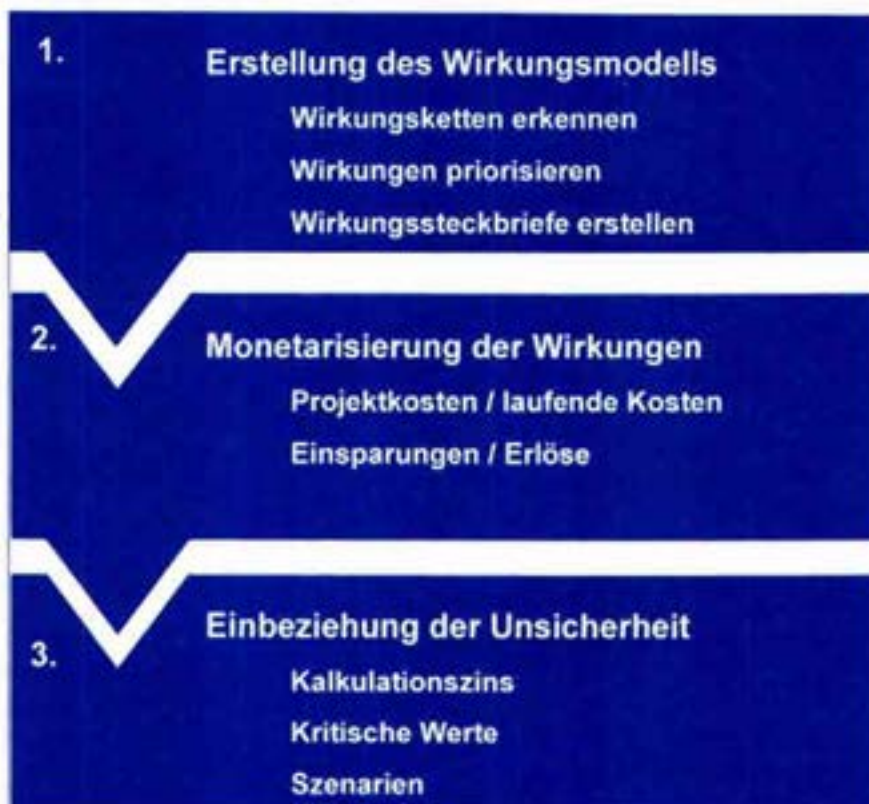 1.
Erstellung des Wirkungsmodells
Wirkungsketten erkennen
Wirkungen priorisieren
Wirkungssteckbriefe erstellen
2.
Monetarisierung der Wirkungen
Projektkosten / laufende Kosten
Einsparungen / Erlöse
3.
Einbeziehung der Unsicherheit
Kalkulationszins
Kritische Werte
Szenarien